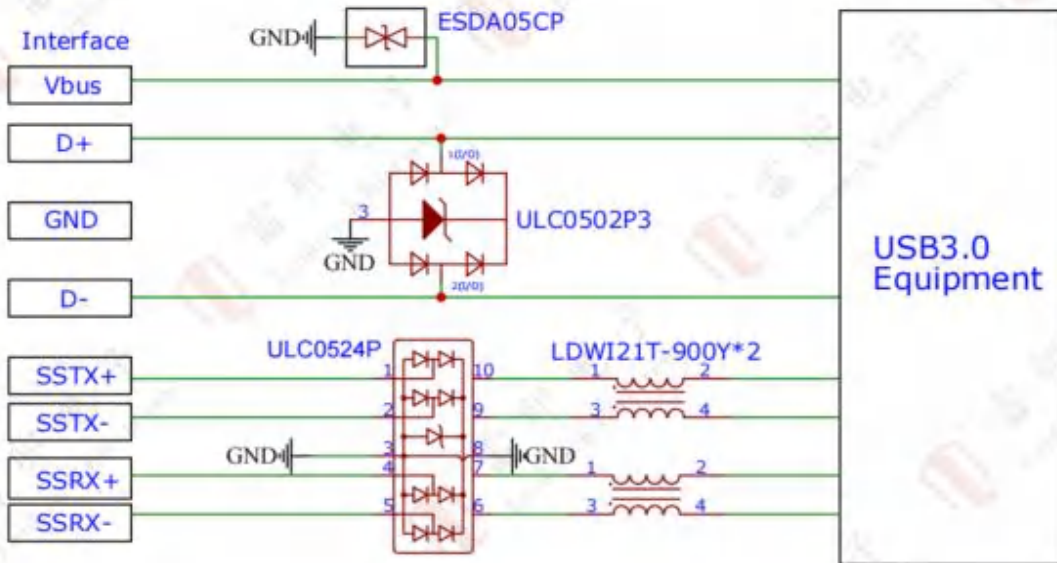 ESDA05CP
GND
Interface
Vbus
D+
1(I/O)
3
ULC0502P3
GND
GND
USB3.0
Equipment
2(I/O)
D-
ULC0524P
LDWI21T-900Y*2
SSTX+
1
10
1
2
SSTX-
2
9
3
4
GND
3
8
GND
SSRX+
4
7
1
2
SSRX-
5
6
3
4